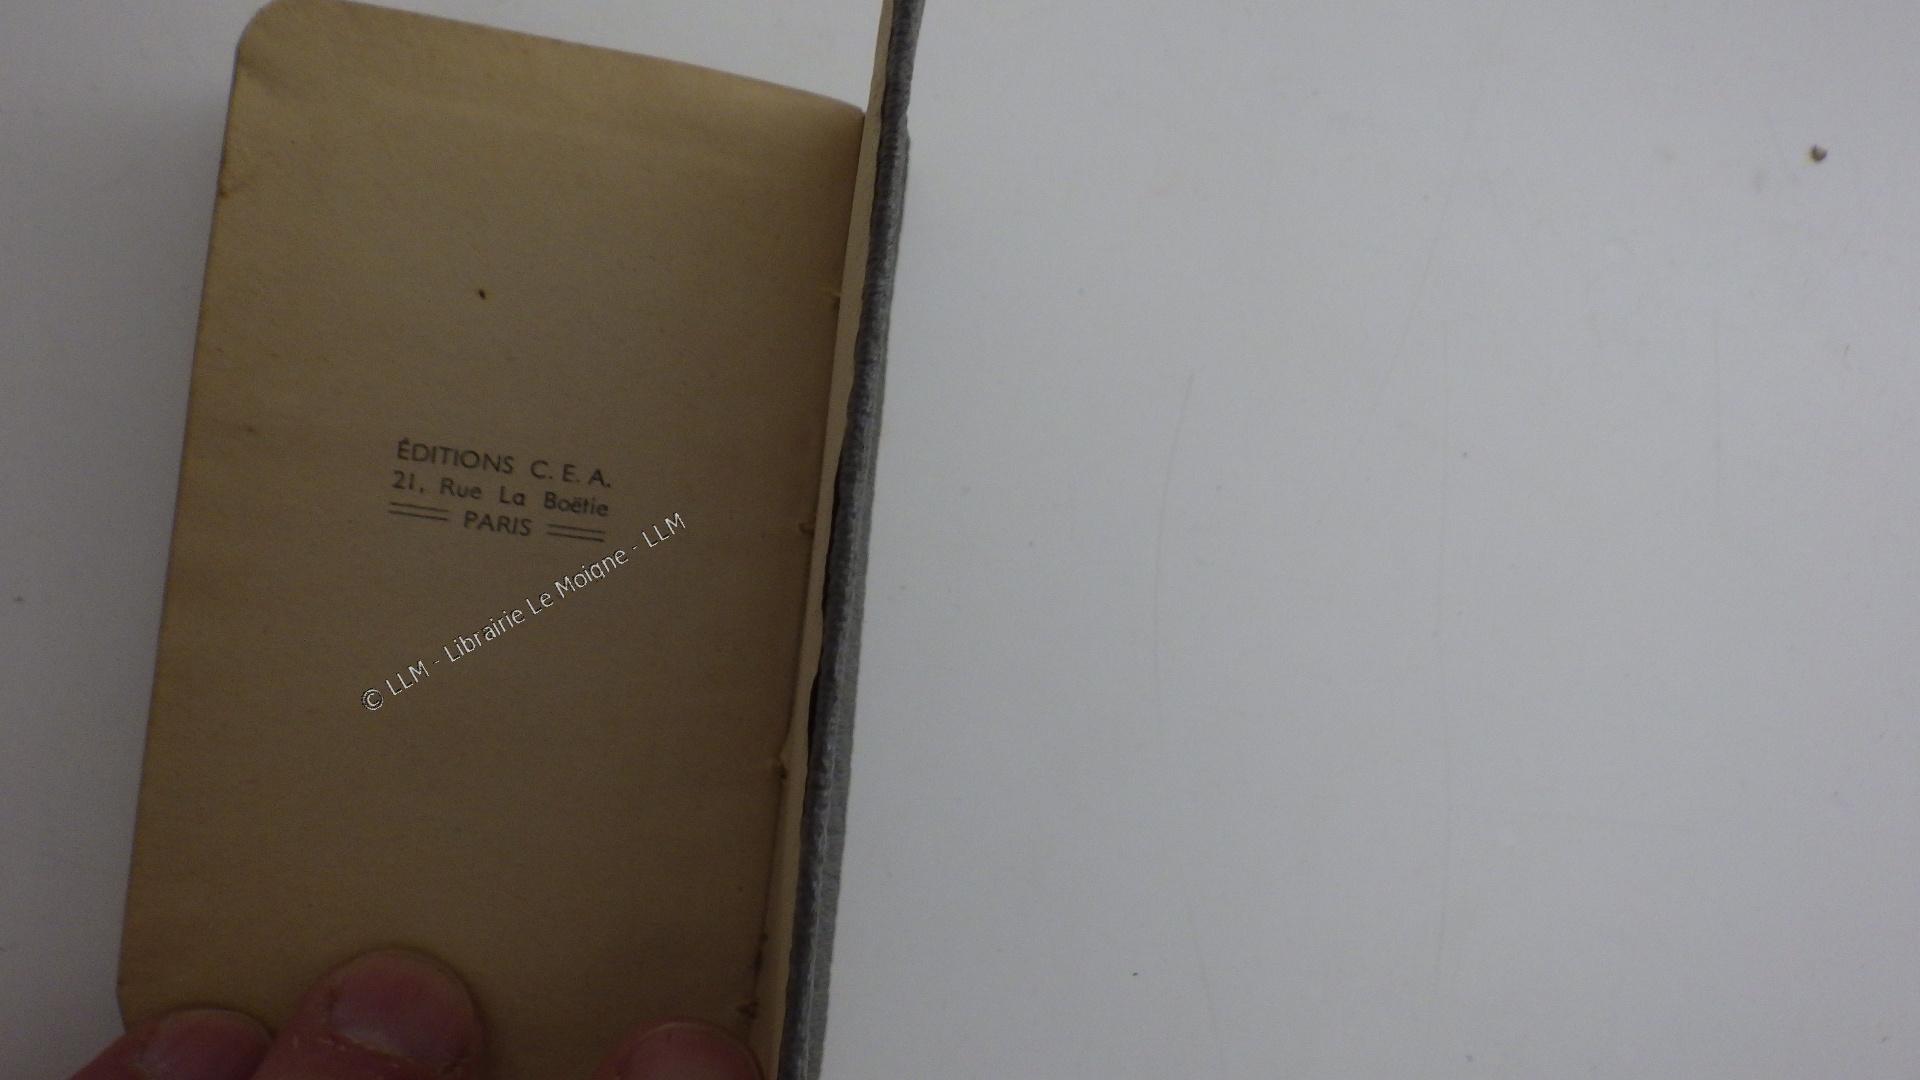 ÉDITIONS C. E. A.
21, Rue La Boëtie
PARIS
© LLM - Librairie Le Moigne - LLM